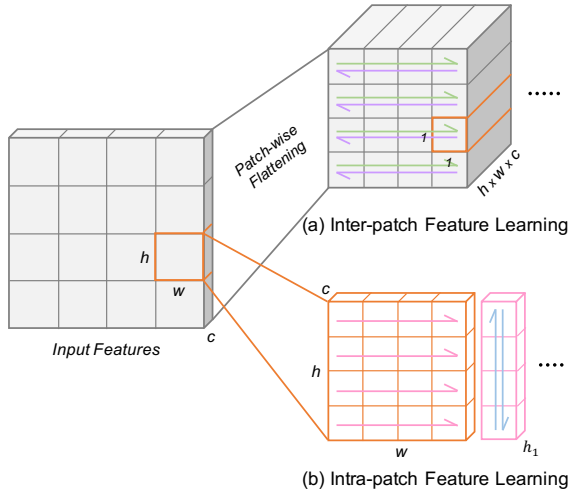 Patch-wise
Flattening
1
1
h x w x c
.....
(a) Inter-patch Feature Learning
h
w
c
Input Features
c
h
w
h₁
....
(b) Intra-patch Feature Learning